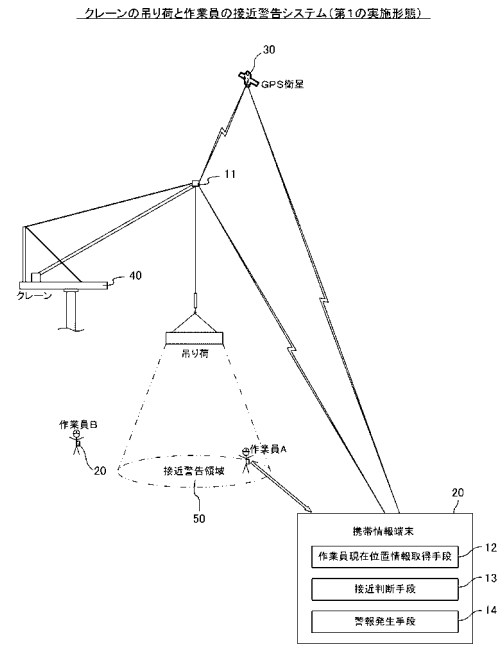 クレーンの吊り荷と作業員の接近警告システム(第1の実施形態)
30
GPS衛星
11
40
クレーン
吊り荷
作業員B
作業員A
20
接近警告領域
50
20
携帯情報端末
作業員現在位置情報取得手段
12
接近判断手段
13
警報発生手段
14